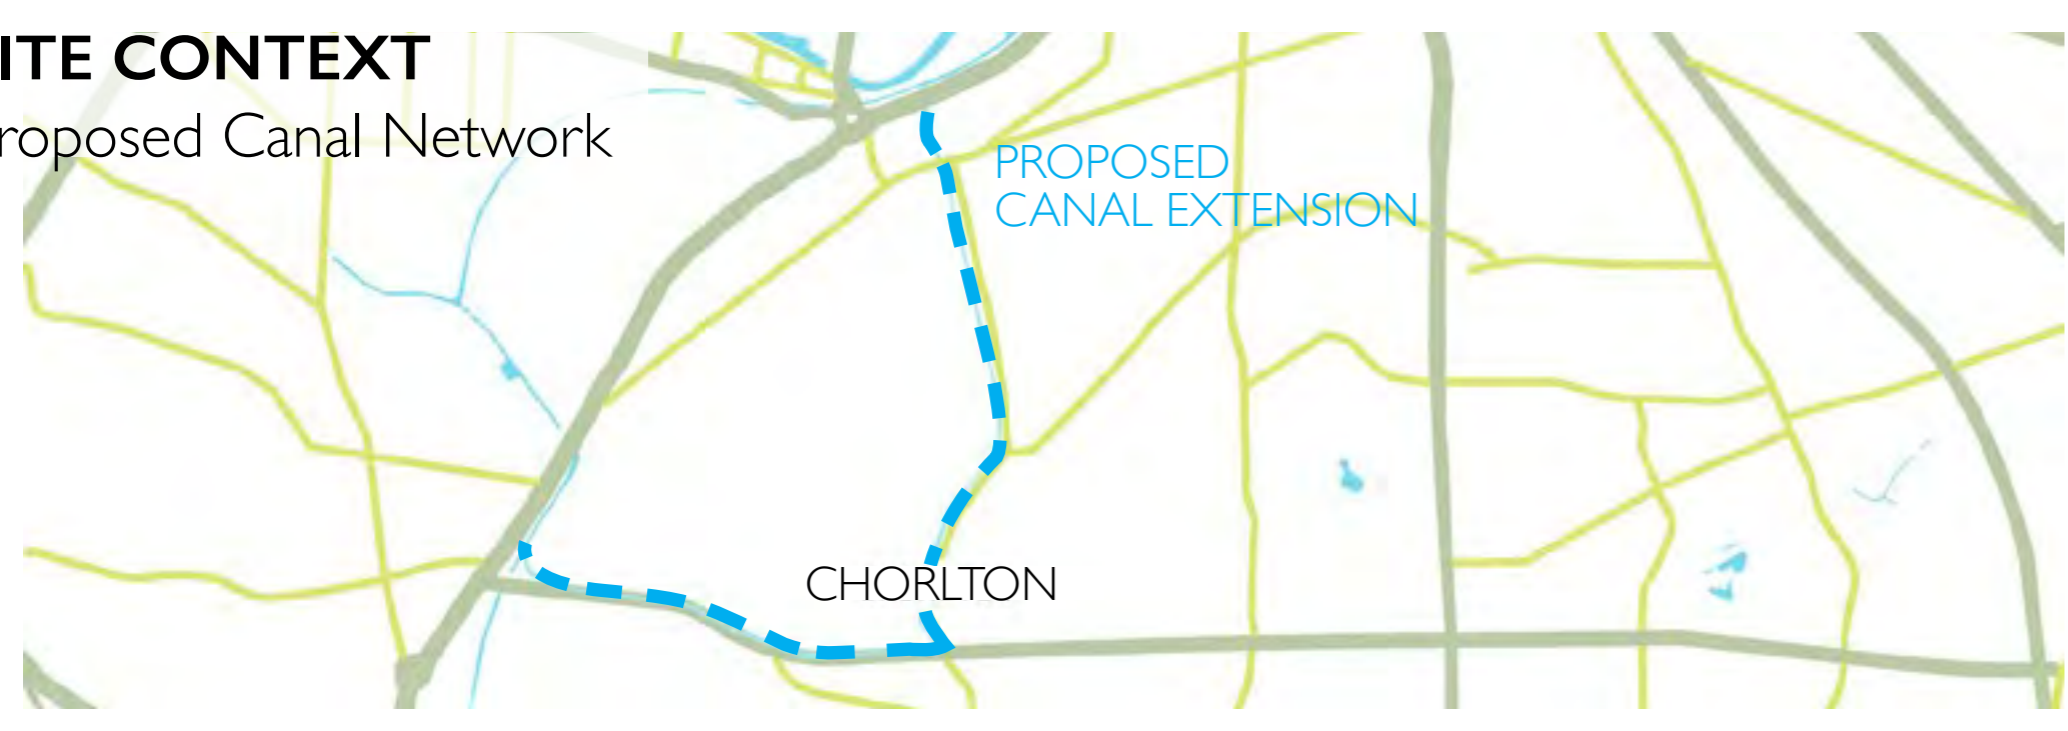 ITE CONTEXT
roposed Canal Network
PROPOSED
CANAL EXTENSION
CHORLTON